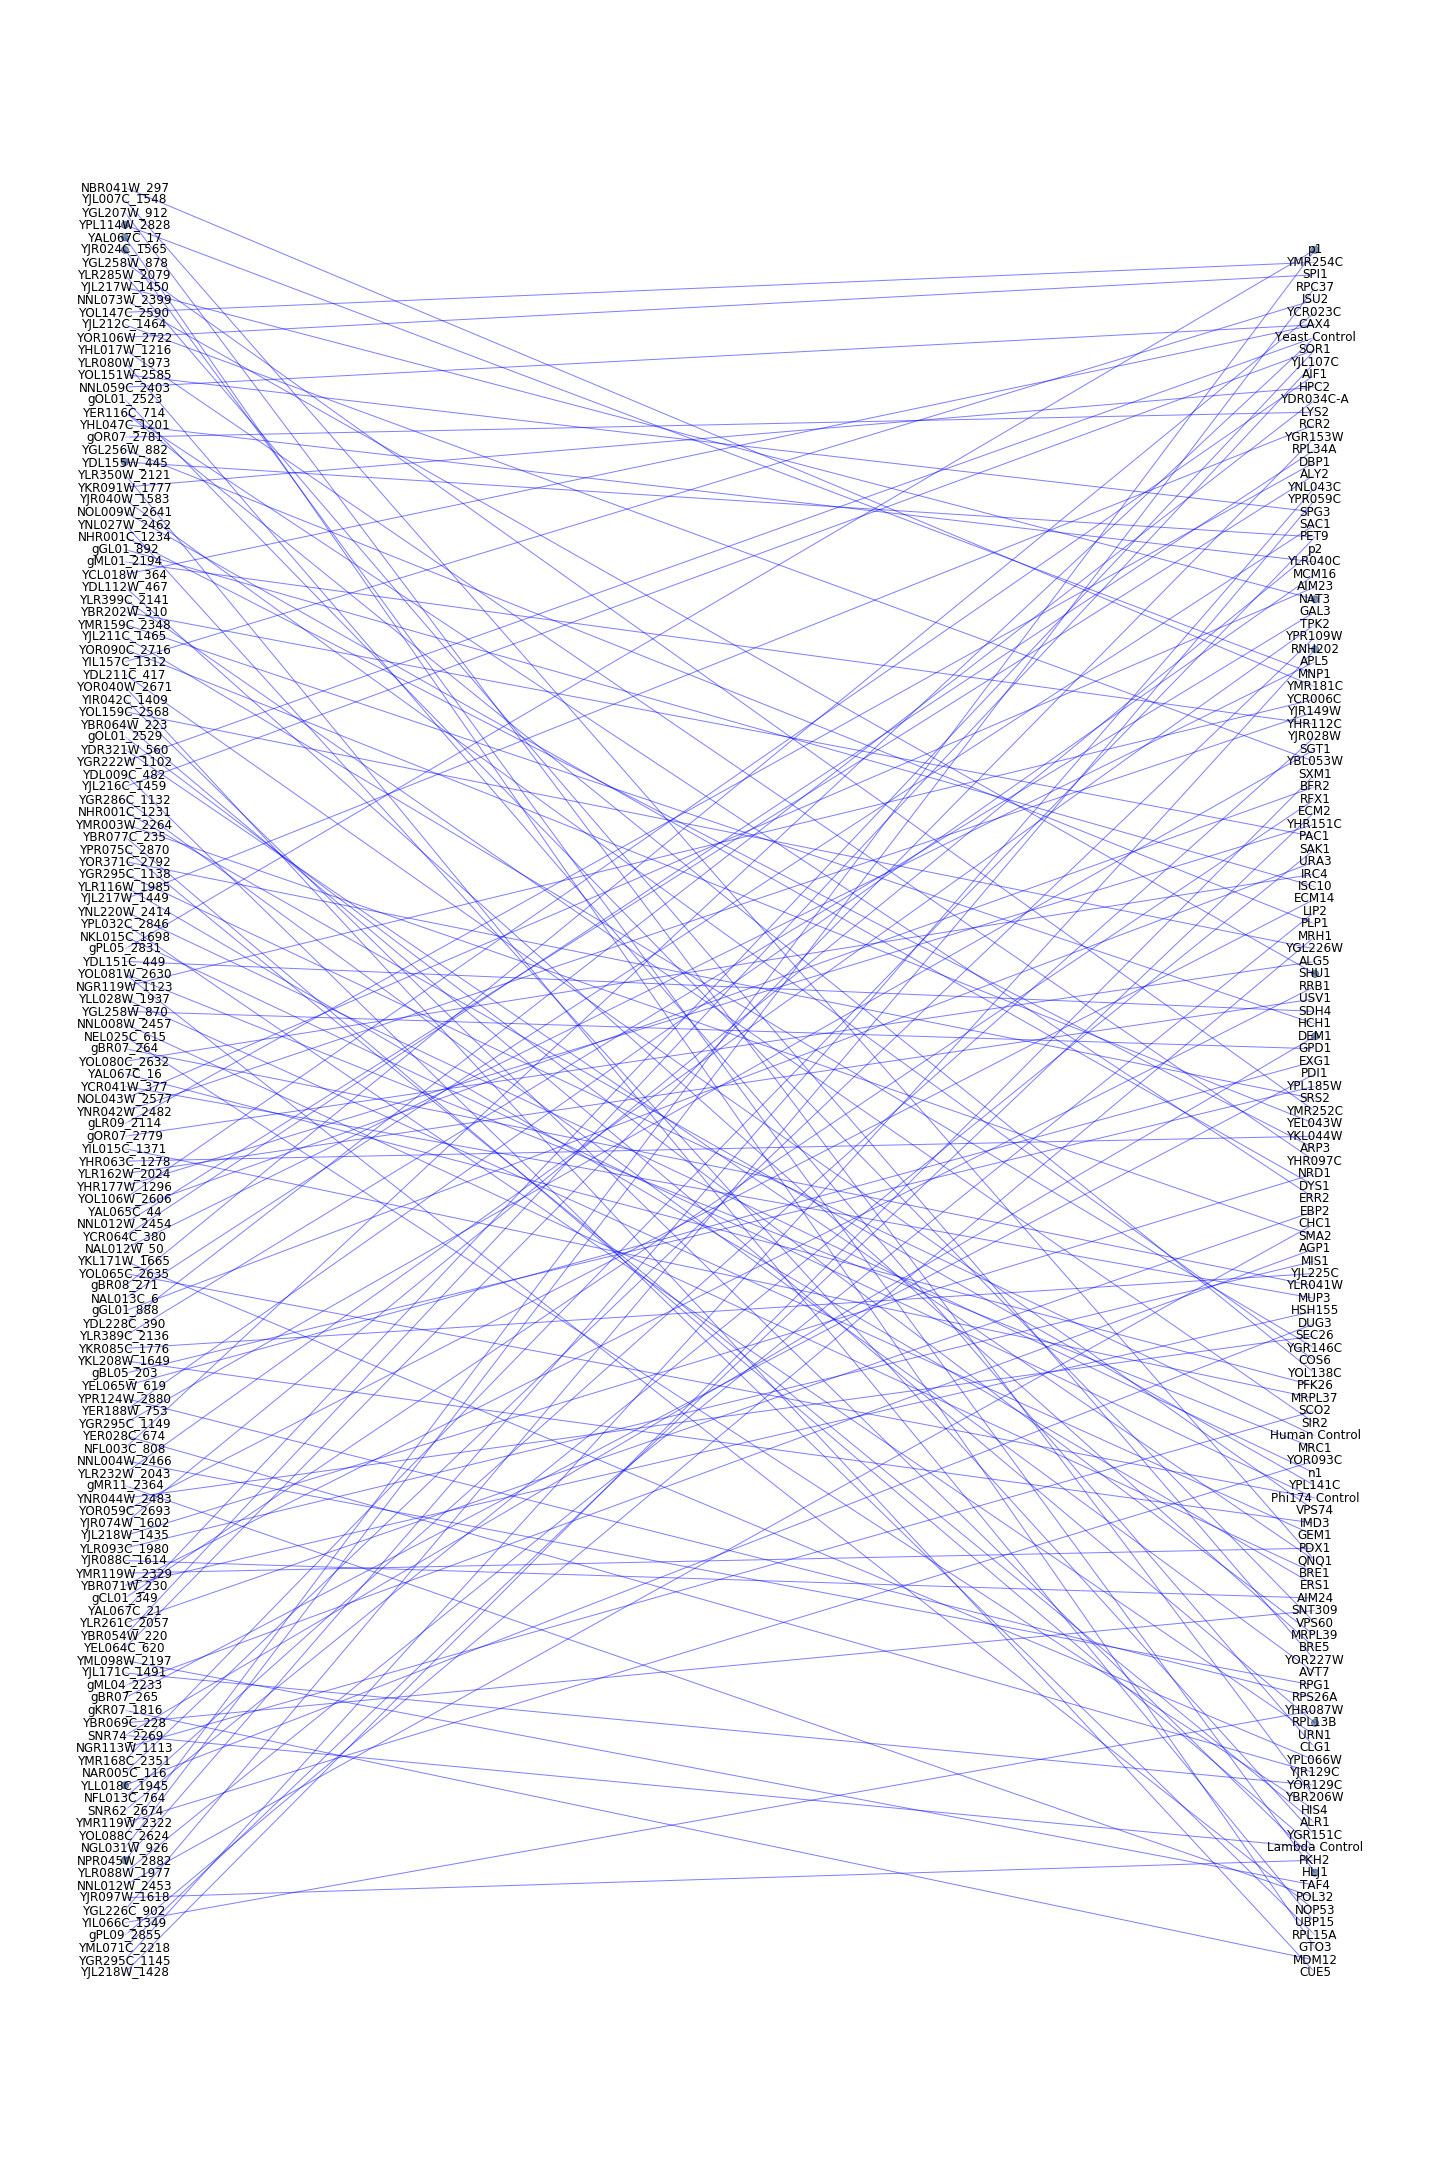 NBR041W_297
YJL007C_1548
YGL207W_912
YPL114W_2828
YAL067C_17
YJR024C_1565
YGL258W_878
YLR285W_2079
YJL217W_1450
NNL073W_2399
YOL147C_2590
YJL212C_1464
YOR106W_2722
YHL017W_1216
YLR080W_1973
YOL151W_2585
NNL059C_2403
gOL01_2523
YER116C_714
YHL047C_1201
gOR07_2781
YGL256W_882
YDL155W_445
YLR350W_2121
YKR091W_1777
YJR040W_1583
NOL009W_2641
YNL027W_2462
NHR001C_1234
gGL01_892
gML01_2194
YCL018W_364
YDL112W_467
YLR399C_2141
YBR202W_310
YMR159C_2348
YJL211C_1465
YOR090C_2716
YIL157C_1312
YDL211C_417
YOR040W_2671
YIR042C_1409
YOL159C_2568
YBR064W_223
gOL01_2529
YDR321W_560
YGR222W_1102
YDL009C_482
YJL216C_1459
YGR286C_1132
NHR001C_1231
YMR003W_2264
YBR077C_235
YPR075C_2870
YOR371C_2792
YGR295C_1138
YLR116W_1985
YJL217W_1449
YNL220W_2414
YPL032C_2846
NKL015C_1698
gPL05_2831
YDL151C_449
YOL081W_2630
NGR119W_1123
YLL028W_1937
YGL258W_870
NNL008W_2457
NEL025C_615
gBR07_264
YOL080C_2632
YAL067C_16
YCR041W_377
NOL043W_2577
YNR042W_2482
gLR09_2114
gOR07_2779
YIL015C_1371
YHR063C_1278
YLR162W_2024
YHR177W_1296
YOL106W_2606
YAL065C_44
NNL012W_2454
YCR064C_380
NAL012W_50
YKL171W_1665
YOL065C_2635
gBR08_271
NAL013C_6
gGL01_888
YDL228C_390
YLR389C_2136
YKR085C_1776
YKL208W_1649
gBL05_203
YEL065W_619
YPR124W_2880
YER188W_753
YGR295C_1149
YER028C_674
NFL003C_808
NNL004W_2466
YLR232W_2043
gMR11_2364
YNR044W_2483
YOR059C_2693
YJR074W_1602
YJL218W_1435
YLR093C_1980
YJR088C_1614
YMR119W_2329
YBR071W_230
gCL01_349
YAL067C_21
YLR261C_2057
YBR054W_220
YEL064C_620
YML098W_2197
YJL171C_1491
gML04_2233
gBR07_265
gKR07_1816
YBR069C_228
SNR74_2269
NGR113W_1113
YMR168C_2351
NAR005C_116
YLL018C_1945
NFL013C_764
SNR62_2674
YMR119W_2322
YOL088C_2624
NGL031W_926
NPR045W_2882
YLR088W_1977
NNL012W_2453
YJR097W_1618
YGL226C_902
YIL066C_1349
gPL09_2855
YML071C_2218
YGR295C_1145
YJL218W_1428
p1
YMR254C
SPI1
RPC37
ISU2
YCR023C
CAX4
Yeast Control
SOR1
YJL107C
AIF1
HPC2
YDR034C-A
LYS2
RCR2
YGR153W
RPL34A
DBP1
ALY2
YNL043C
YPR059C
SPG3
SAC1
PET9
p2
YLR040C
MCM16
AIM23
NAT3
GAL3
TPK2
YPR109W
RNH202
APL5
MNP1
YMR181C
YCR006C
YJR149W
YHR112C
YJR028W
SGT1
YBL053W
SXM1
BFR2
RFX1
ECM2
YHR151C
PAC1
SAK1
URA3
IRC4
ISC10
ECM14
LIP2
PLP1
MRH1
YGL226W
ALG5
SHU1
RRB1
USV1
SDH4
HCH1
DEM1
GPD1
EXG1
PDI1
YPL185W
SRS2
YMR252C
YEL043W
YKL044W
ARP3
YHR097C
NRD1
DYS1
ERR2
EBP2
CHC1
SMA2
AGP1
MIS1
YJL225C
YLR041W
MUP3
HSH155
DUG3
SEC26
YGR146C
COS6
YOL138C
PFK26
MRPL37
SCO2
SIR2
Human Control
MRC1
YOR093C
n1
YPL141C
Phi174 Control
VPS74
IMD3
GEM1
PDX1
QNQ1
BRE1
ERS1
AIM24
SNT309
VPS60
MRPL39
BRE5
YOR227W
AVT7
RPG1
RPS26A
YHR087W
RPL13B
URN1
CLG1
YPL066W
YJR129C
YOR129C
YBR206W
HIS4
ALR1
YGR151C
Lambda Control
PKH2
HLJ1
TAF4
POL32
NOP53
UBP15
RPL15A
GTO3
MDM12
CUE5